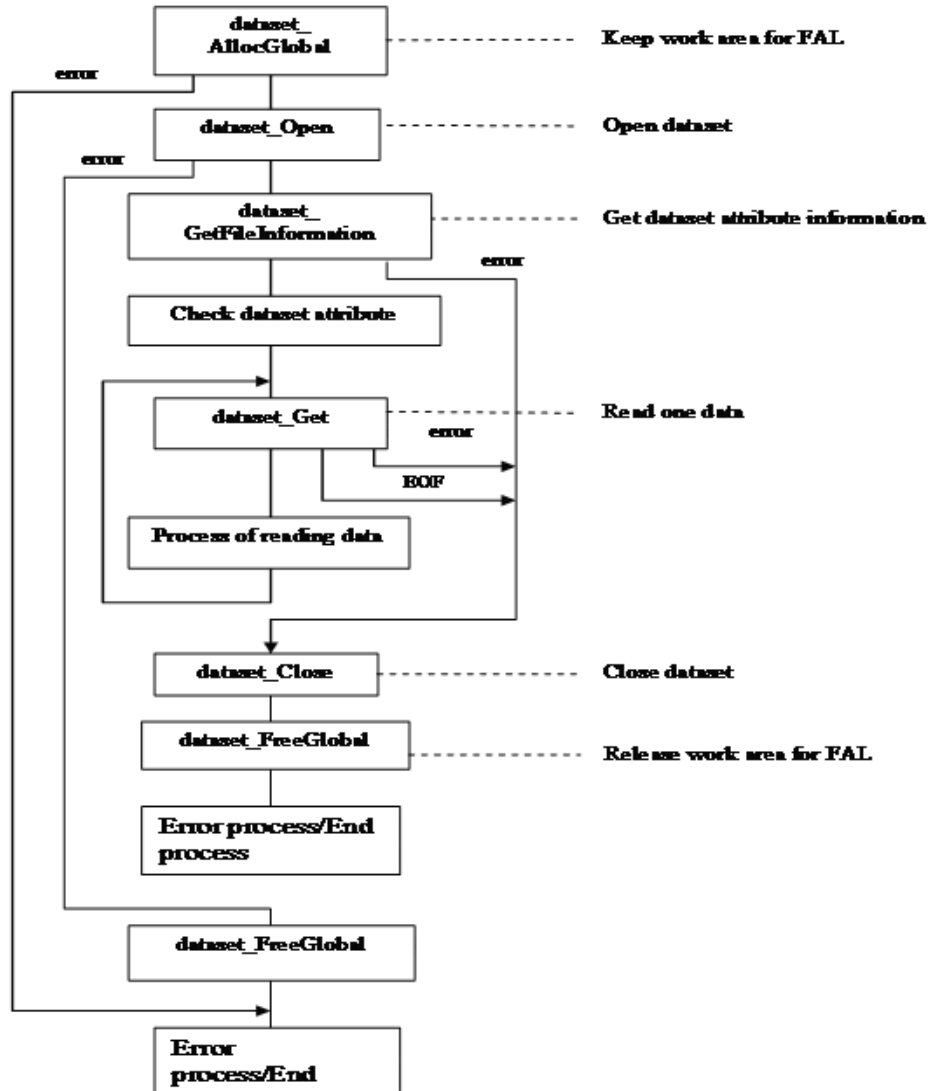 dataset_
AllocGlobal
Keep work area for FAL
error
dataset_Open
Open dataset
error
dataset_
GetFileInformation
Get dataset attribute information
error
Check dataset attribute
dataset_Get
Read one data
error
EOF
Process of reading data
dataset_Close
Close dataset
dataset_FreeGlobal
Release work area for FAL
Error process/End
process
dataset_FreeGlobal
Error
process/End